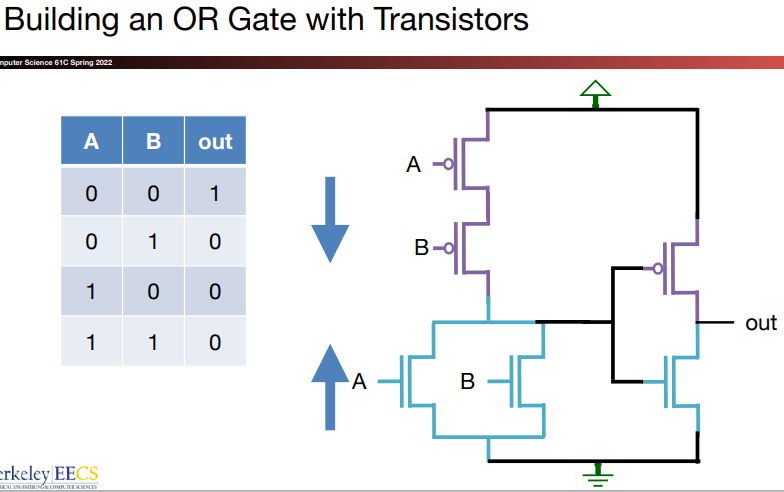 Building an OR Gate with Transistors
mputer Science 61C Spring 2022
A B out
0 0 1
0 1 0
1 0 0
1 1 0
A
B
A
B
out
erkeley EECS